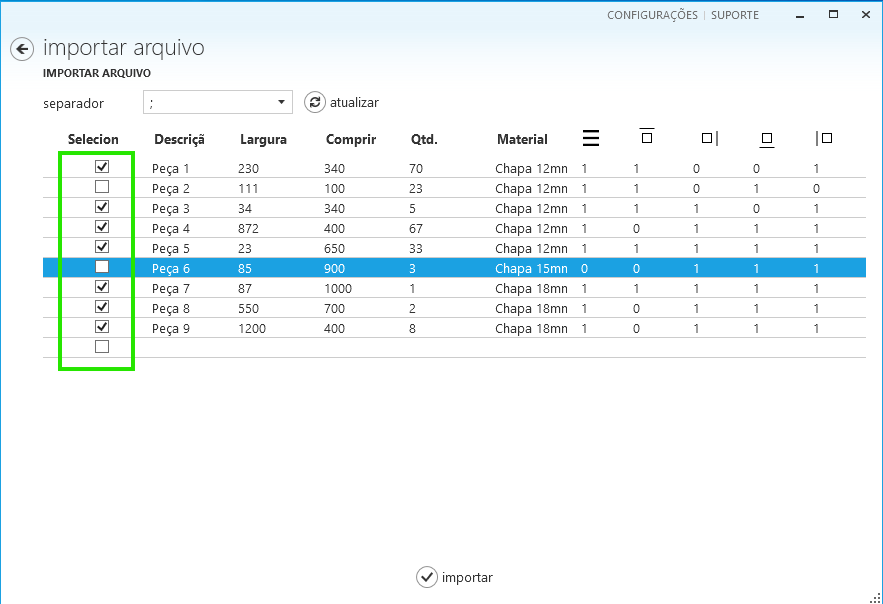 CONFIGURAÇÕES | SUPORTE
importar arquivo
IMPORTAR ARQUIVO
separador ; atualizar
Selecion Descriçã Largura Comprir Qtd. Material
Peça 1 230 340 70 Chapa 12mn 1 1 0 0 1
Peça 2 111 100 23 Chapa 12mn 1 1 0 1 0
Peça 3 34 340 5 Chapa 12mn 1 1 1 0 1
Peça 4 872 400 67 Chapa 12mn 1 0 1 1 1
Peça 5 23 650 33 Chapa 12mn 1 1 1 1 1
Peça 6 85 900 3 Chapa 15mn 0 0 1 1 1
Peça 7 87 1000 1 Chapa 18mn 1 1 1 1 1
Peça 8 550 700 2 Chapa 18mn 1 0 1 1 1
Peça 9 1200 400 8 Chapa 18mn 1 0 1 1 1
importar